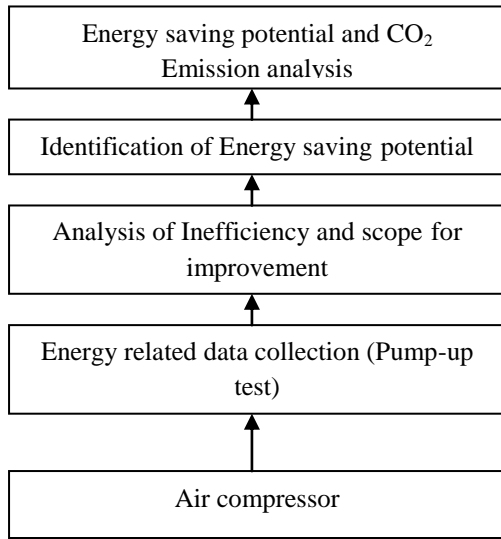 Energy saving potential and CO₂
Emission analysis
Identification of Energy saving potential
Analysis of Inefficiency and scope for
improvement
Energy related data collection (Pump-up
test)
Air compressor